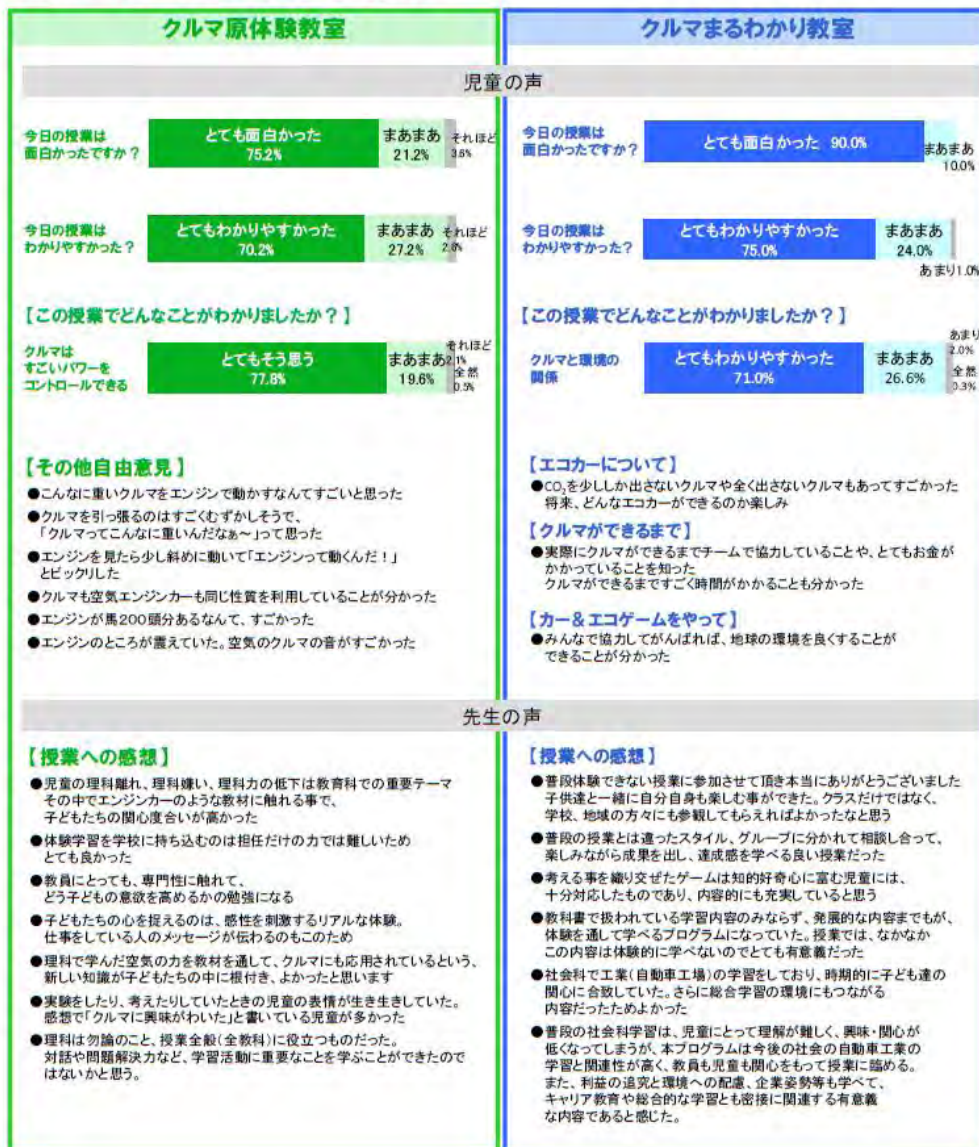 クルマ原体験教室
クルマまるわかり教室
児童の声
今日の授業は
面白かったですか?
とても面白かった
75.2%
まあまあ
21.2%
それほど
3.6%
今日の授業は
わかりやすかった?
とてもわかりやすかった
70.2%
まあまあ
27.2%
それほど
2.6%
【この授業でどんなことがわかりましたか?】
クルマは
すごいパワーを
コントロールできる
とてもそう思う
77.8%
まあまあ
19.6%
それほど
2.1%
全然
0.5%
【その他自由意見】
●こんなに重いクルマをエンジンで動かすなんてすごいと思った
●クルマを引っ張るのはすごくむずかしそうで、
「クルマってこんなに重いんだなぁ～」って思った
●エンジンを見たら少し斜めに動いて「エンジンって動くんだ!」
とビックリした
●クルマも空気エンジンカーも同じ性質を利用していることが分かった
●エンジンが馬200頭分あるなんて、すごかった
●エンジンのところが震えていた。空気のクルマの音がすごかった
今日の授業は
面白かったですか?
とても面白かった 90.0%
まあまあ
10.0%
今日の授業は
わかりやすかった?
とてもわかりやすかった
75.0%
まあまあ
24.0%
あまり1.0%
【この授業でどんなことがわかりましたか?】
クルマと環境の
関係
とてもわかりやすかった
71.0%
まあまあ
26.6%
あまり
2.0%
全然
0.3%
【エコカーについて】
●CO₂を少ししか出さないクルマや全く出さないクルマもあってすごかった
将来、どんなエコカーができるのか楽しみ
【クルマができるまで】
●実際にクルマができるまでチームで協力していることや、とてもお金が
かかっていることを知った
クルマができるまですごく時間がかかることも分かった
【カー&エコゲームをやって】
●みんなで協力してがんばれば、地球の環境を良くすることが
できることが分かった
先生の声
【授業への感想】
●児童の理科離れ、理科嫌い、理科力の低下は教育科での重要テーマ
その中でエンジンカーのような教材に触れる事で、
子どもたちの関心度合いが高かった
●体験学習を学校に持ち込むのは担任だけの力では難しいため
とても良かった
●教員にとっても、専門性に触れて、
どう子どもの意欲を高めるかの勉強になる
●子どもたちの心を捉えるのは、感性を刺激するリアルな体験。
仕事をしている人のメッセージが伝わるのもこのため
●理科で学んだ空気の力を教材を通して、クルマにも応用されているという、
新しい知識が子どもたちの中に根付き、よかったと思います
●実験をしたり、考えたりしていたときの児童の表情が生き生きしていた。
感想で「クルマに興味がわいた」と書いている児童が多かった
●理科は勿論のこと、授業全般(全教科)に役立つものだった。
対話や問題解決力など、学習活動に重要なことを学ぶことができたので
はないかと思う。
【授業への感想】
●普段体験できない授業に参加させて頂き本当にありがとうございました
子供達と一緒に自分自身も楽しむ事ができた。クラスだけではなく、
学校、地域の方々にも参観してもらえればよかったなと思う
●普段の授業とは違ったスタイル、グループに分かれて相談し合って、
楽しみながら成果を出し、達成感を学べる良い授業だった
●考える事を織り交ぜたゲームは知的好奇心に富む児童には、
十分対応したものであり、内容的にも充実していると思う
●教科書で扱われている学習内容のみならず、発展的な内容までもが、
体験を通して学べるプログラムになっていた。授業では、なかなか
この内容は体験的に学べないのでとても有意義だった
●社会科で工業(自動車工場)の学習をしており、時期的に子ども達の
関心に合致していた。さらに総合学習の環境にもつながる
内容だったためよかった
●普段の社会科学習は、児童にとって理解が難しく、興味・関心が
低くなってしまうが、本プログラムは今後の社会の自動車工業の
学習と関連性が高く、教員も児童も関心をもって授業に臨める。
また、利益の追究と環境への配慮、企業姿勢等も学べて、
キャリア教育や総合的な学習とも密接に関連する有意義
な内容であると感じた。